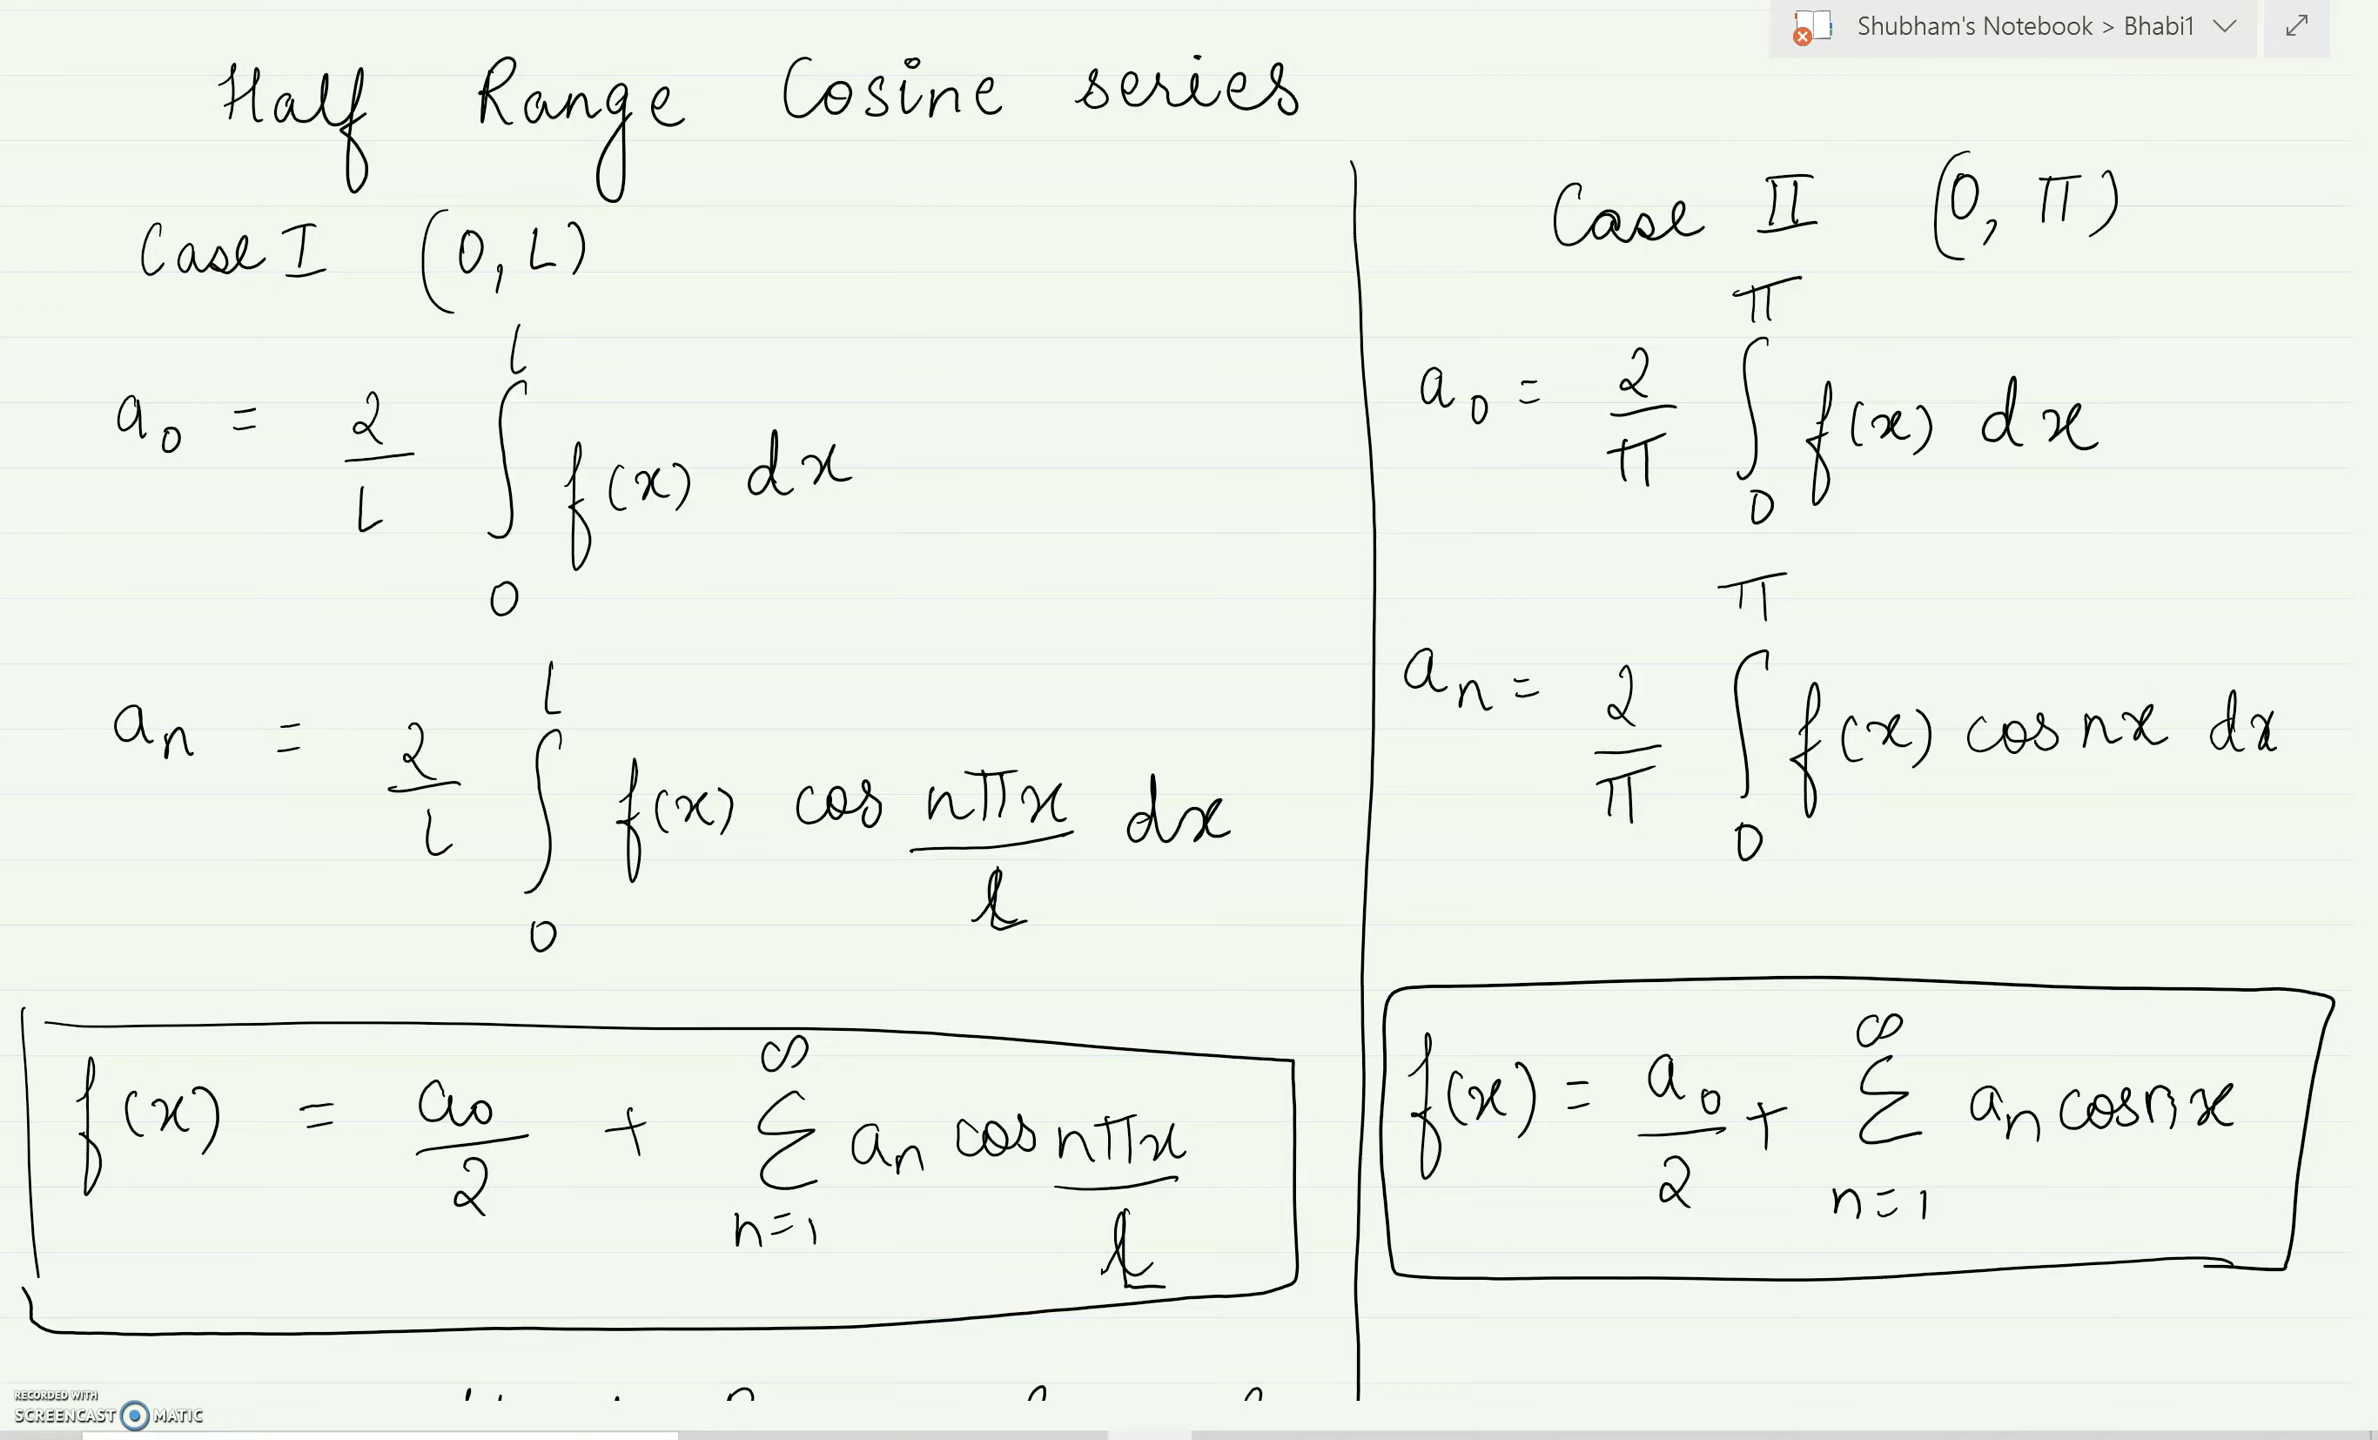 Shubham's Notebook > Bhabi1
Half Range Cosine series
Case I (0, L)
a₀ = 2/L ∫₀ᴸ f(x) dx
aₙ = 2/L ∫₀ᴸ f(x) cos nπx/l dx
f(x) = a₀/2 + ∑ₙ₌₁^∞ aₙ cos nπx/l
Case II (0, π)
a₀ = 2/π ∫₀^π f(x) dx
aₙ = 2/π ∫₀^π f(x) cos nx dx
f(x) = a₀/2 + ∑ₙ₌₁^∞ aₙ cos nx
RECORDED WITH
SCREENCAST MATIC